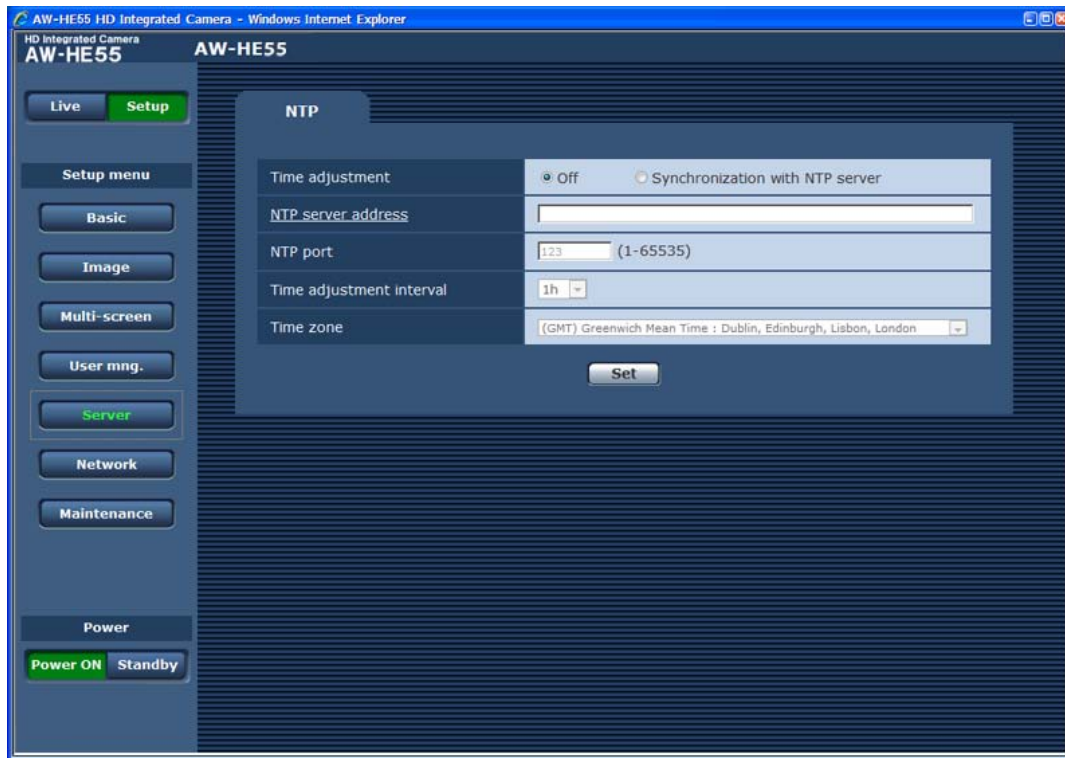 AW-HE55 HD Integrated Camera - Windows Internet Explorer
HD Integrated Camera
AW-HE55
AW-HE55
Live
Setup
Setup menu
Basic
Image
Multi-screen
User mng.
Server
Network
Maintenance
Power
Power ON
Standby
NTP
Time adjustment
Off
Synchronization with NTP server
NTP server address
NTP port
123
(1-65535)
Time adjustment interval
1h
Time zone
(GMT) Greenwich Mean Time : Dublin, Edinburgh, Lisbon, London
Set